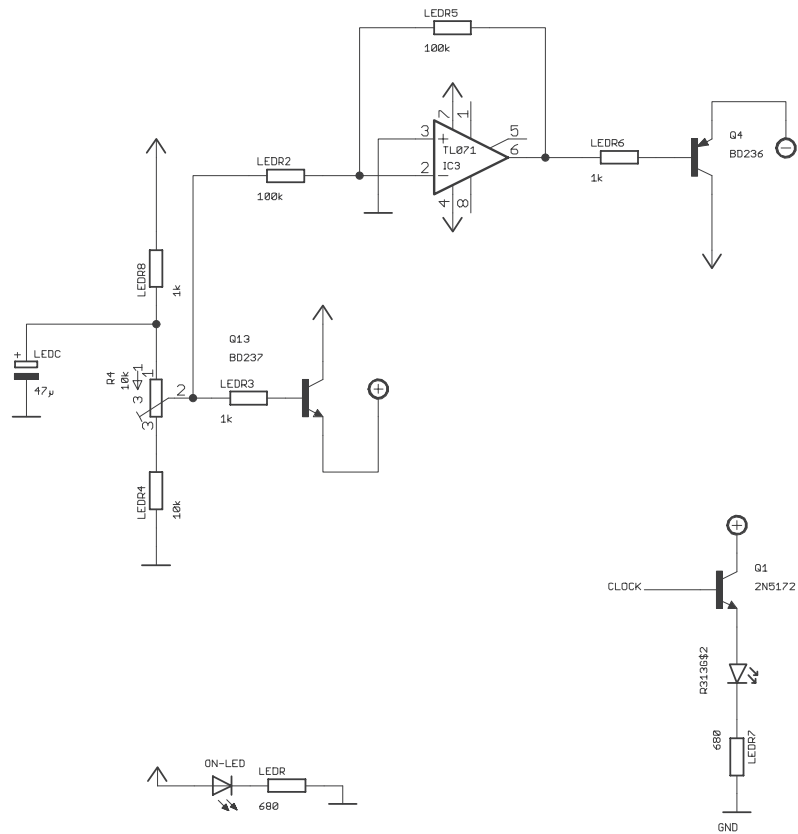 LEDR5
100k
7
1
3
+
5
TL071
6
2
-
IC3
4
8
LEDR2
100k
LEDR6
1k
Q4
BD236
-
LEDR8
1k
+
LEDC
47µ
R4
10k
1
1
3
2
3
Q13
BD237
LEDR3
1k
+
LEDR4
10k
+
Q1
CLOCK
2N5172
R313G$2
680
LEDR7
GND
ON-LED
LEDR
680